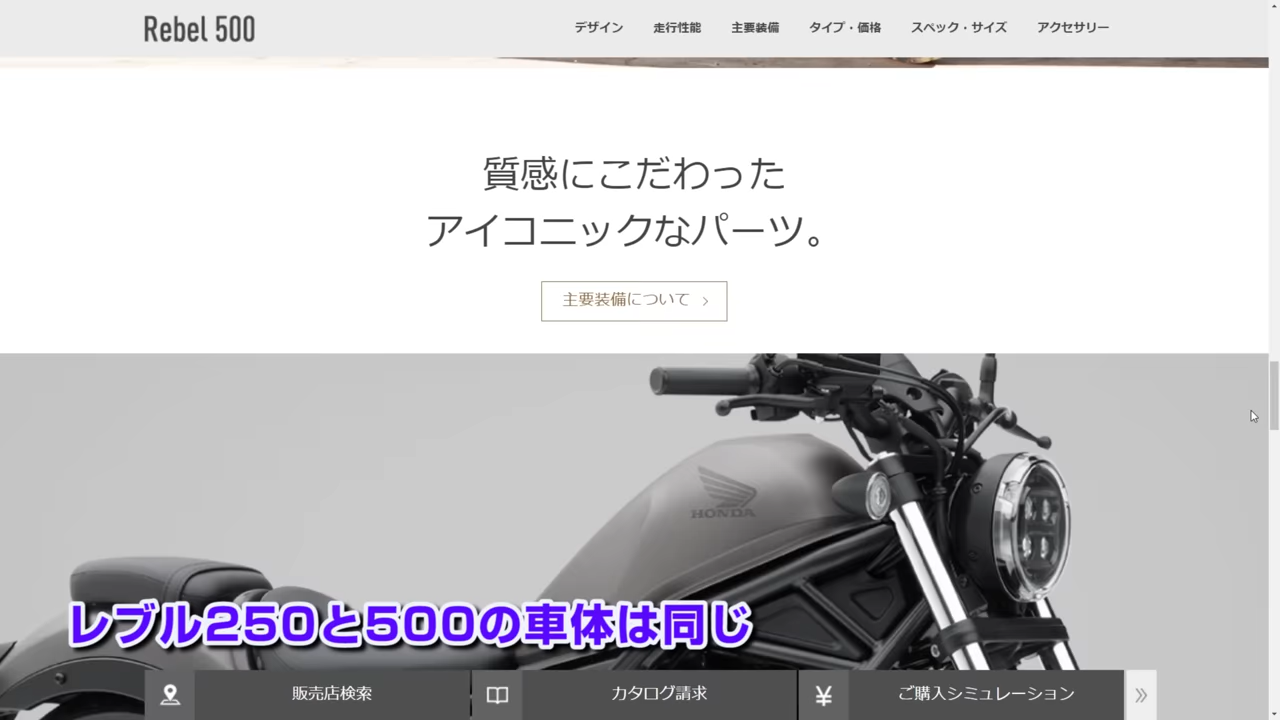 Rebel 500
デザイン
走行性能
主要装備
タイプ・価格
スペック・サイズ
アクセサリー
質感にこだわった
アイコニックなパーツ。
主要装備について
HONDA
レブル250と500の車体は同じ
販売店検索
カタログ請求
¥
ご購入シミュレーション